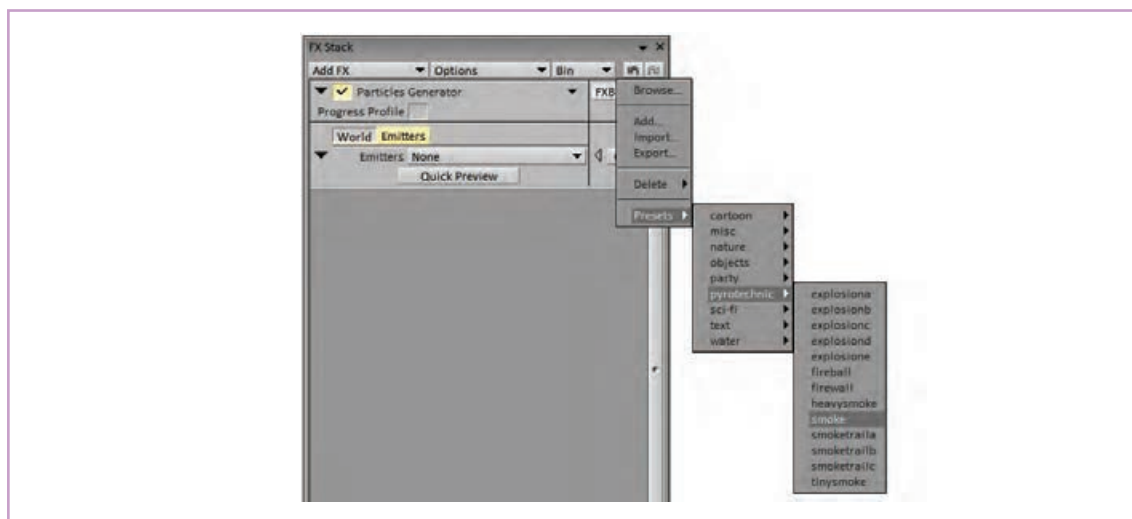 FX Stack
Add FX Options Bin
Particles Generator FXB
Progress Profile
World Emitters
Emitters None
Quick Preview
Browse...
Add...
Import...
Export...
Delete
Presets
cartoon
misc
nature
objects
party
pyrotechnic
sci-fi
text
water
explosiona
explosionb
explosionc
explosiond
explosione
fireball
firewall
heavysmoke
smoke
smoketraila
smoketrailb
smoketrailc
tinysmoke